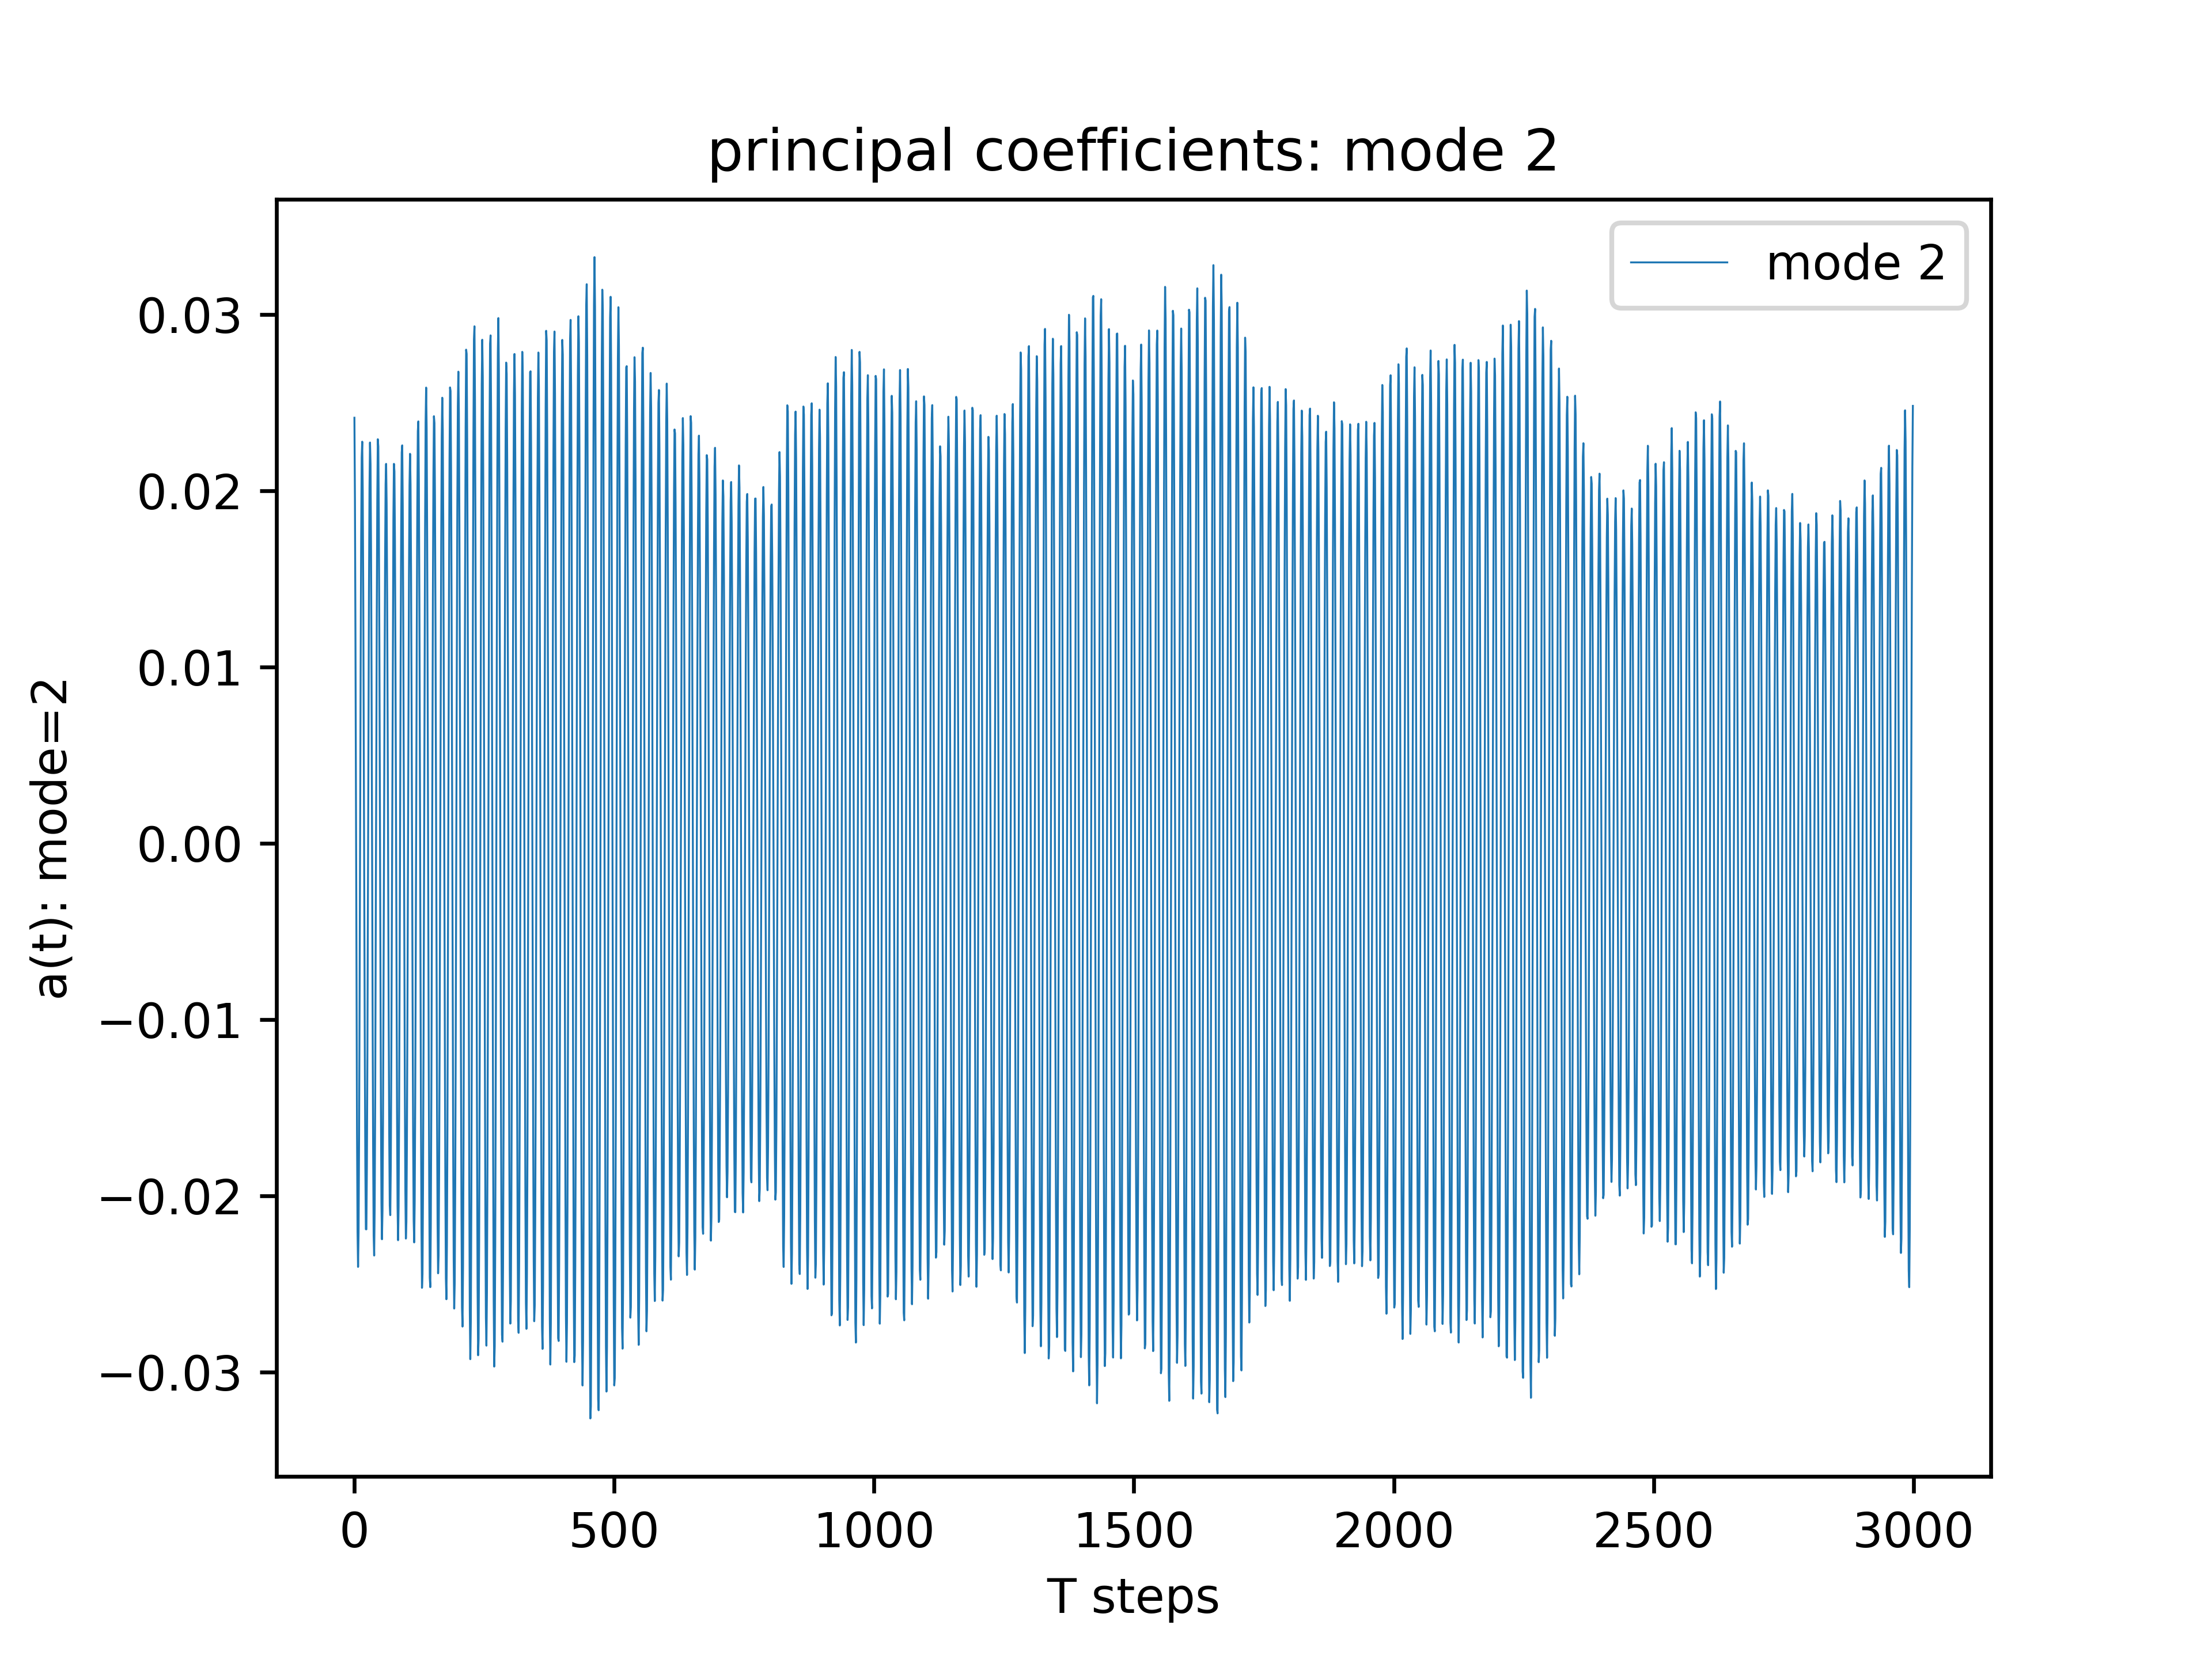 principal coefficients: mode 2
mode 2
0.03
0.02
0.01
0.00
−0.01
−0.02
−0.03
a(t): mode=2
0 500 1000 1500 2000 2500 3000
T steps